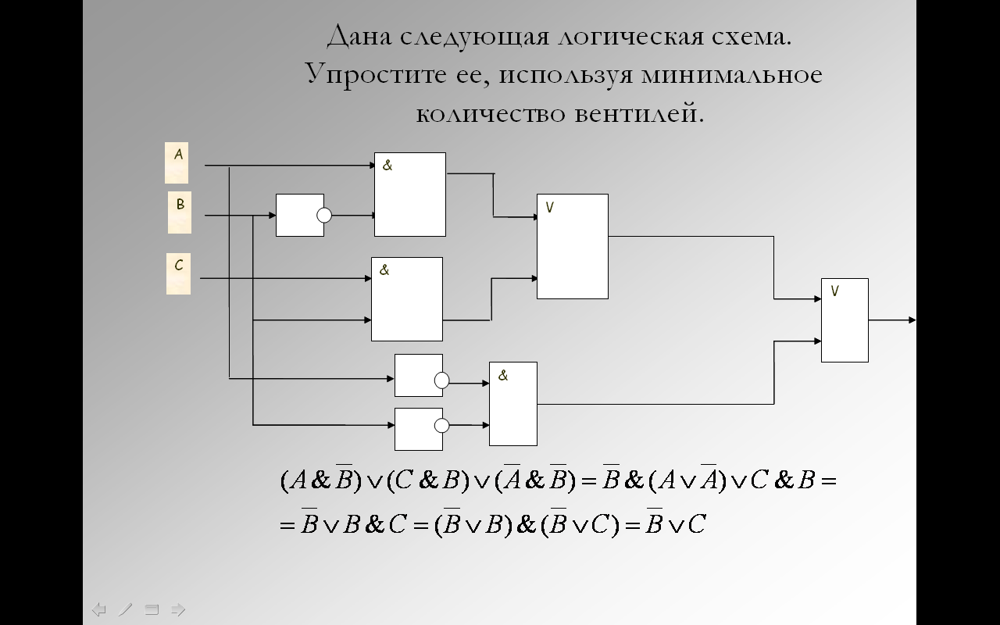 Дана следующая логическая схема.
Упростите ее, используя минимальное
количество вентилей.
A
&
B
V
C
&
V
&
(A & B̅) ∨ (C & B) ∨ (A̅ & B̅) = B̅ & (A ∨ A̅) ∨ C & B =
= B̅ ∨ B & C = (B̅ ∨ B) & (B̅ ∨ C) = B̅ ∨ C